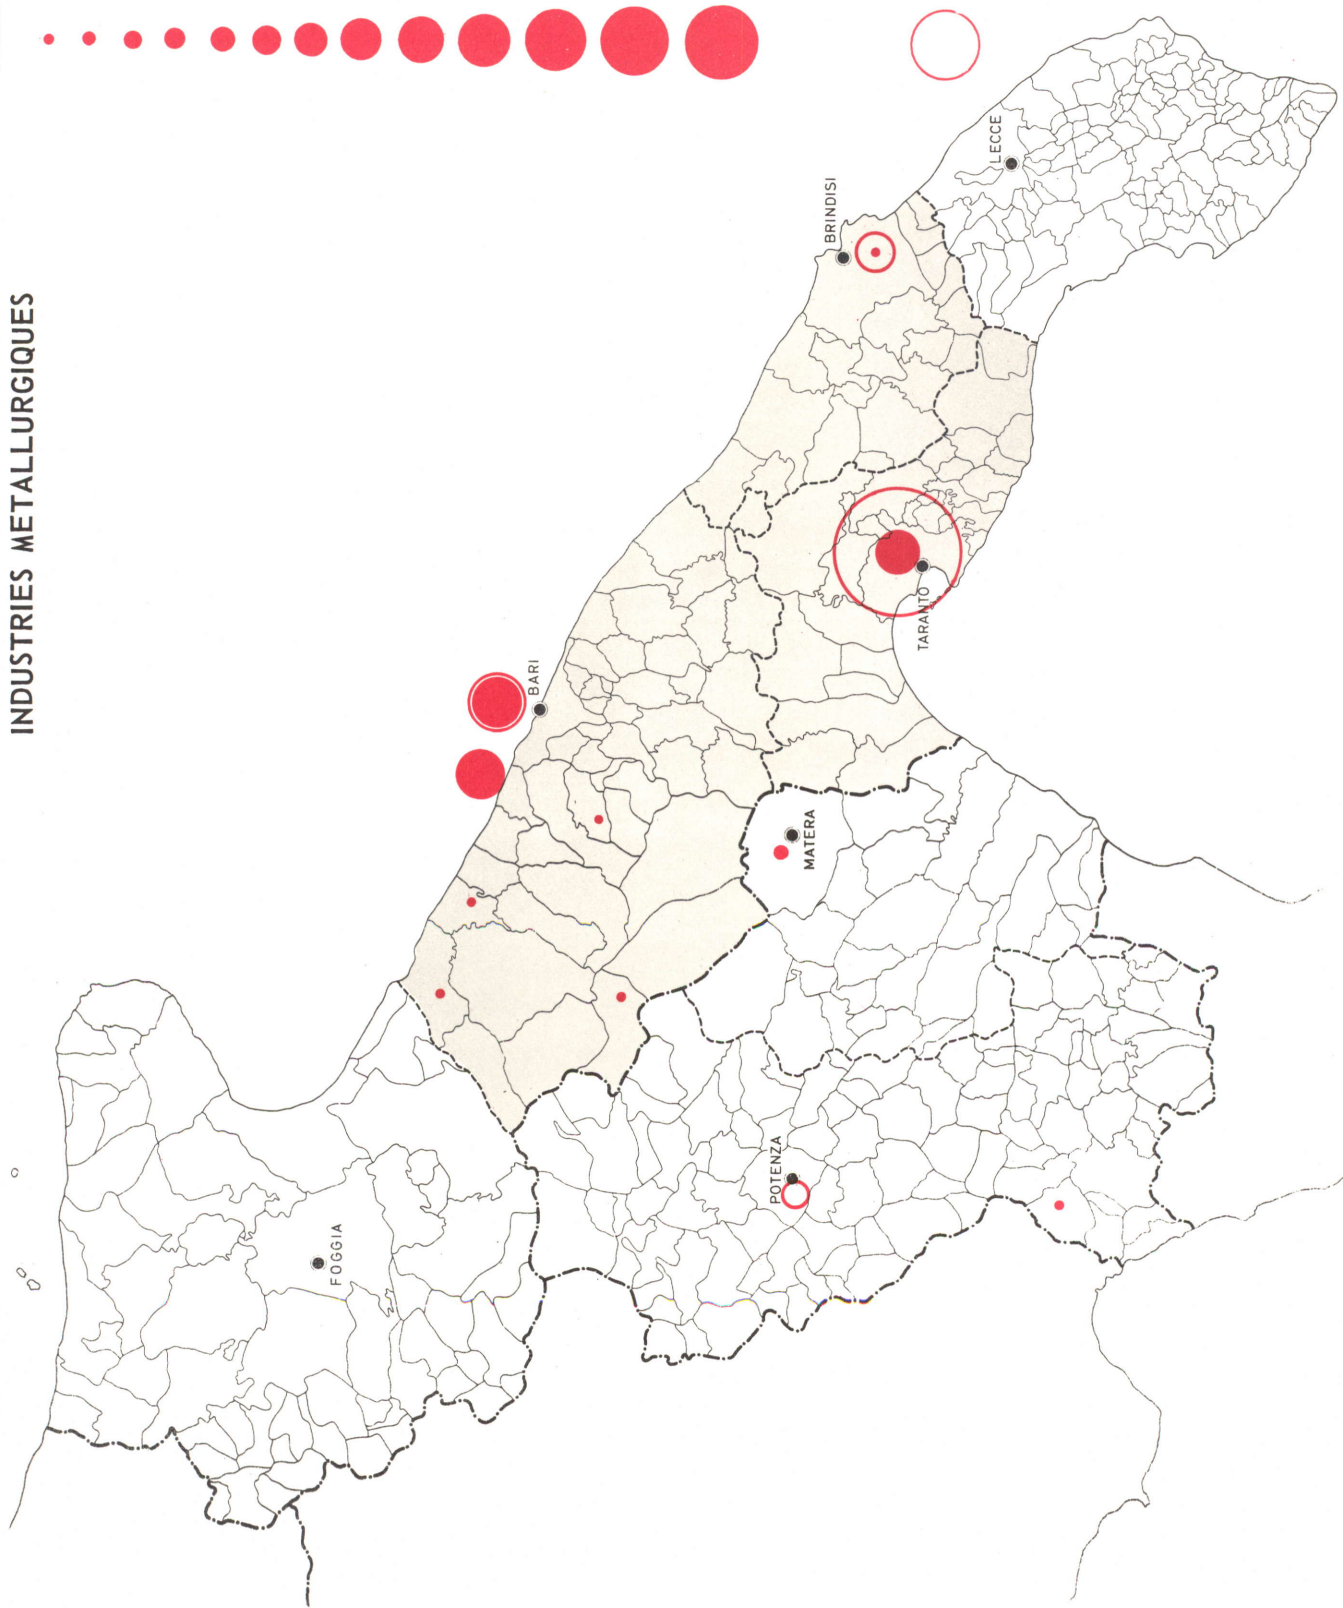 INDUSTRIES METALLURGIQUES
FOGGIA
BARI
BRINDISI
LECCE
TARANTO
MATERA
POTENZA